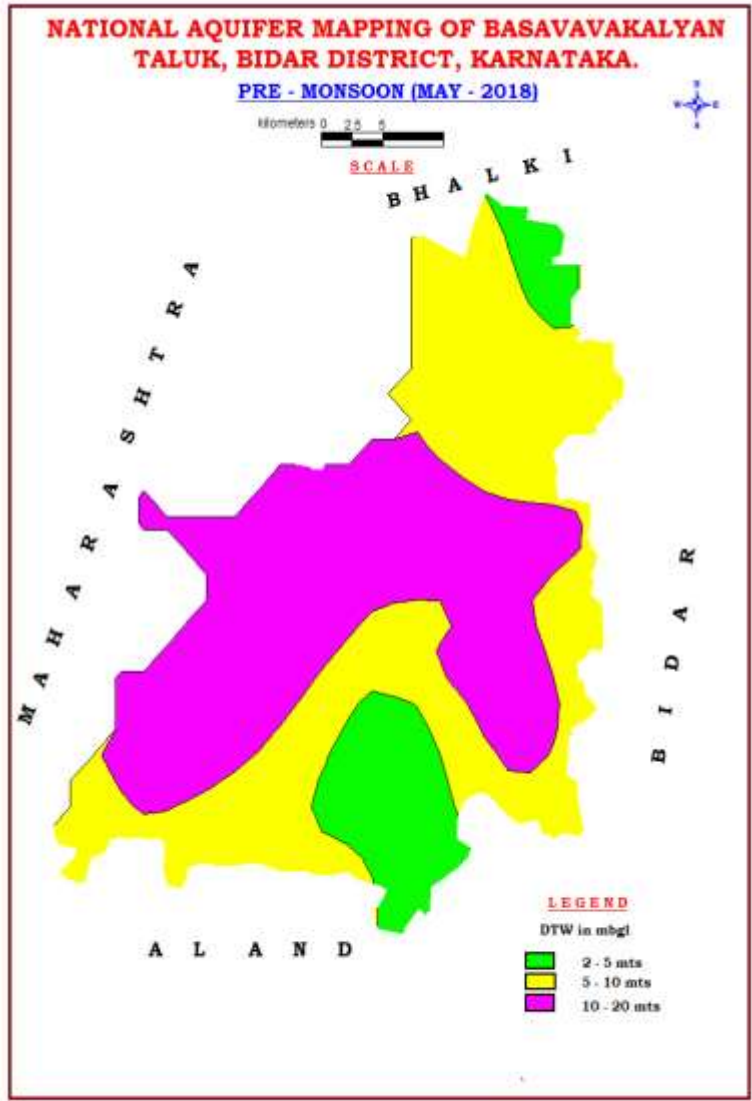 NATIONAL AQUIFER MAPPING OF BASAVAVAKALYAN
TALUK, BIDAR DISTRICT, KARNATAKA.
PRE - MONSOON (MAY - 2018)
N
W E
S
kilometers 0 2.5 5
SCALE
BHALKI
MAHARASHTRA
BIDAR
ALAND
LEGEND
DTW in mbgl
2 - 5 mts
5 - 10 mts
10 - 20 mts